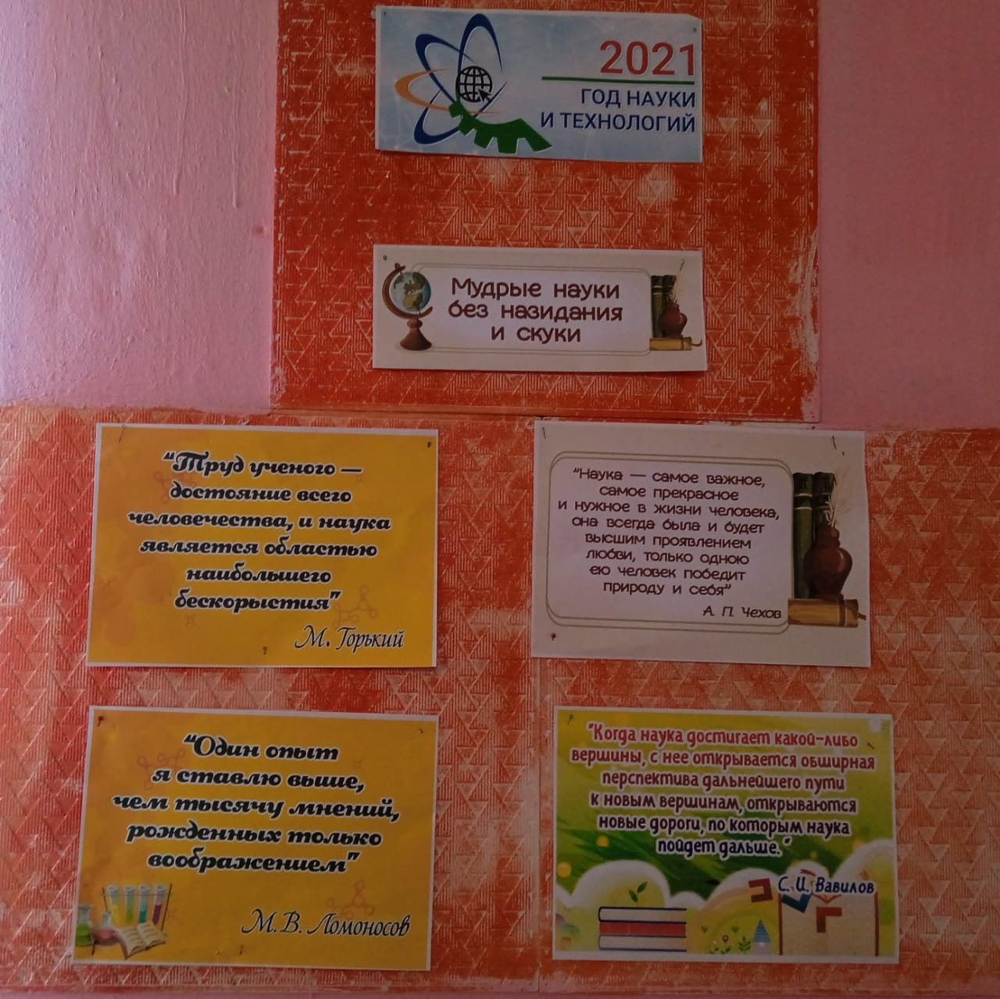 2021
ГОД НАУКИ
И ТЕХНОЛОГИЙ
Мудрые науки
без назидания
и скуки
“Труд ученого —
достояние всего
человечества, и наука
является областью
наибольшего
бескорыстия”
М. Горький
“Наука — самое важное,
самое прекрасное
и нужное в жизни человека,
она всегда была и будет
высшим проявлением
любви, только одною
ею человек победит
природу и себя”
А. П. Чехов
“Один опыт
я ставлю выше,
чем тысячу мнений,
рожденных только
воображением”
М. В. Ломоносов
“Когда наука достигает какой-либо
вершины, с нее открывается обширная
перспектива дальнейшего пути
к новым вершинам, открываются
новые дороги, по которым наука
пойдет дальше.”
С. И. Вавилов